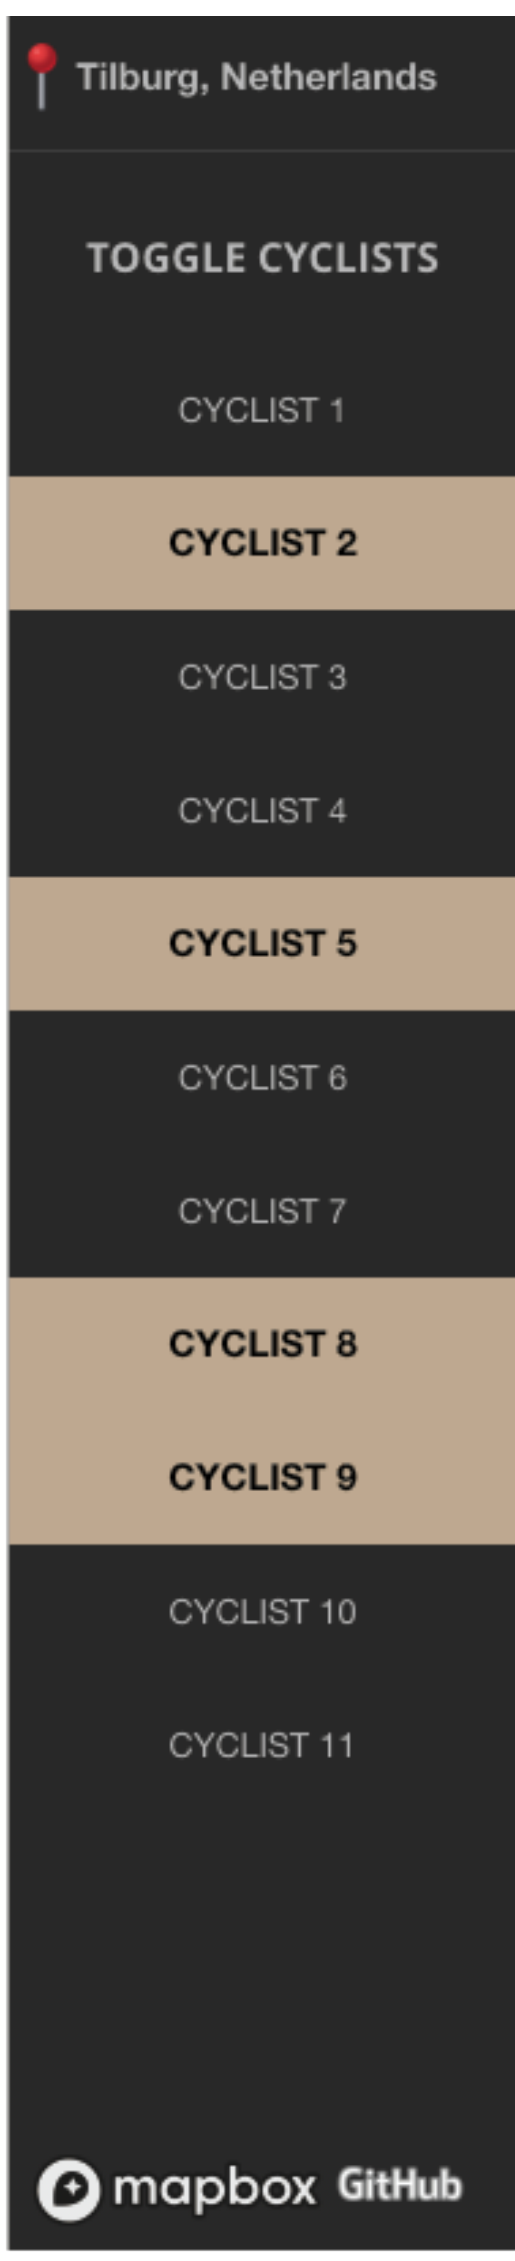 Tilburg, Netherlands
TOGGLE CYCLISTS
CYCLIST 1
CYCLIST 2
CYCLIST 3
CYCLIST 4
CYCLIST 5
CYCLIST 6
CYCLIST 7
CYCLIST 8
CYCLIST 9
CYCLIST 10
CYCLIST 11
mapbox GitHub